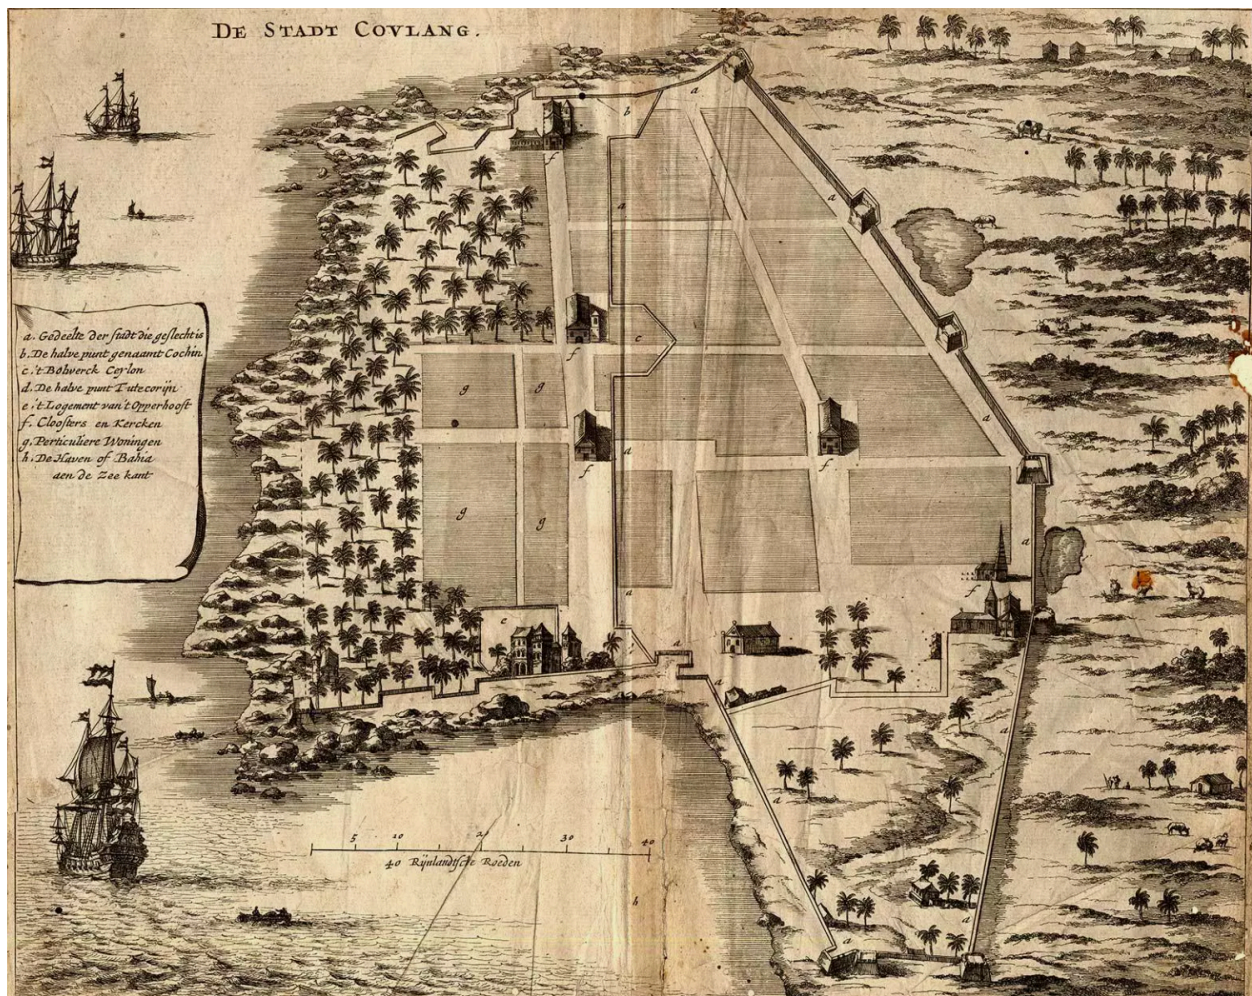 DE STADT COVLANG.
a. Gedeelte der stadt die geslecht is
b. De halve punt genaamt Cochin
c. 't Bolwerck Ceylon
d. De halve punt Tutecorijn
e. 't Logement van't Opperhooft
f. Cloosters en Kercken
g. Perticuliere Woningen
h. De Haven of Bahia
aen de Zee kant
a
b
a
f
d
a
c
f
a
g
g
f
d
f
g
g
a
a
e
a
a
a
5 10 2 30 40
40 Rijnlandsche Roeden
h
d
a